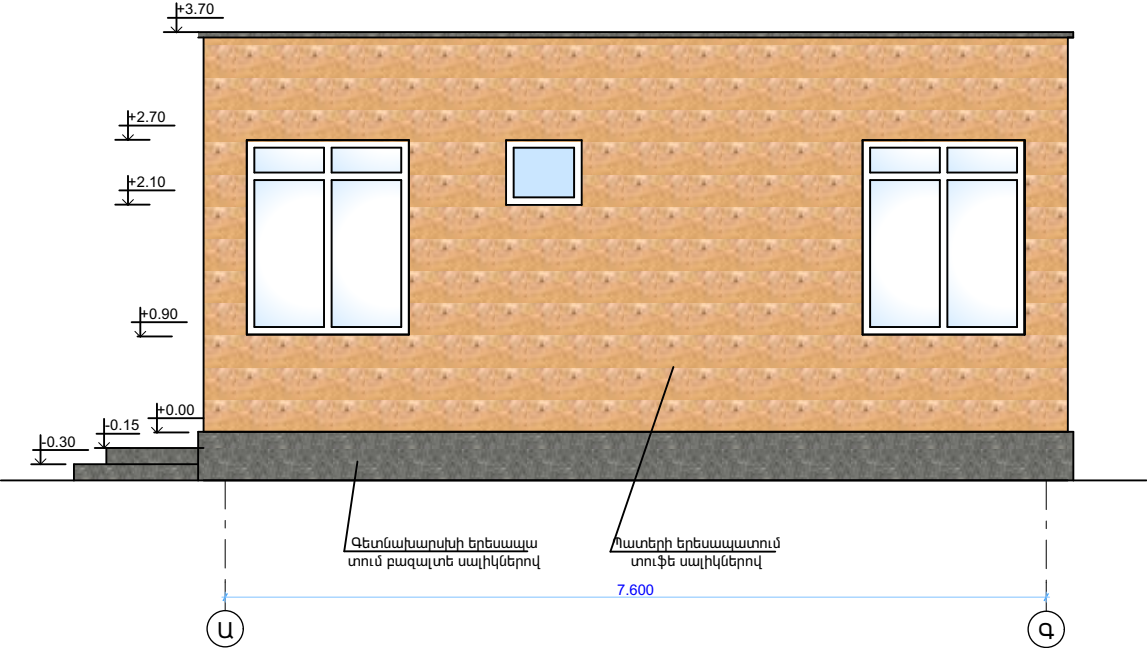 +3.70
+2.70
+2.10
+0.90
+0.00
-0.15
-0.30
Գետնախարսխի երեսապա
տում բազալտե սալիկներով
Պատերի երեսապատում
տուֆե սալիկներով
7.600
Ա
Գ